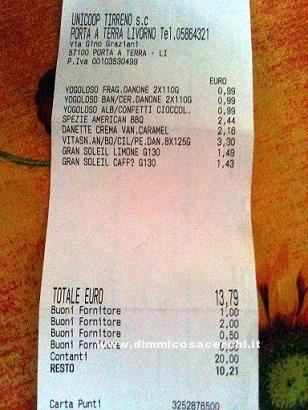 UNICOOP TIRRENO s.c
PORTA A TERRA LIVORNO Tel.05864321
Via Gino Graziani
57100 PORTA A TERRA - LI
P.Iva 00103530499
EURO
YOGOLOSO FRAG.DANONE 2X110G 0,99
YOGOLOSO BAN/CER.DANONE 2X110G 0,99
YOGOLOSO ALB/CONFETTI CIOCCOL. 0,99
SPEZIE AMERICAN BBQ 2,44
DANETTE CREMA VAN.CARAMEL 2,16
VITASN.AN/BO/CIL/PE.DAN.8X125G 3,30
GRAN SOLEIL LIMONE G130 1,49
GRAN SOLEIL CAFF? G130 1,43
TOTALE EURO 13,79
Buoni Fornitore 1,00
Buoni Fornitore 2,00
Buoni Fornitore 0,50
Buoni Fornitore
www.dimmicosacerchi.it
Contanti 20,00
RESTO 10,21
Carta Punti 3252876500